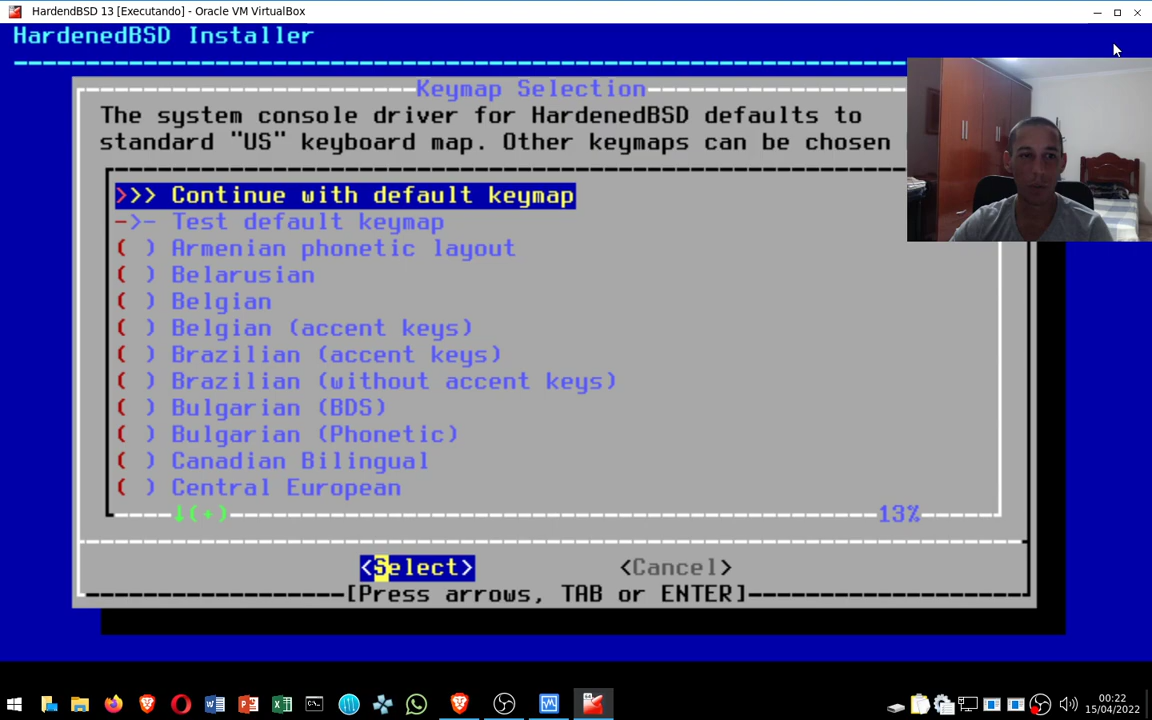 HardendBSD 13 [Executando] - Oracle VM VirtualBox
HardenedBSD Installer
Keymap Selection
The system console driver for HardenedBSD defaults to
standard "US" keyboard map. Other keymaps can be chosen
>>> Continue with default keymap
->- Test default keymap
( ) Armenian phonetic layout
( ) Belarusian
( ) Belgian
( ) Belgian (accent keys)
( ) Brazilian (accent keys)
( ) Brazilian (without accent keys)
( ) Bulgarian (BDS)
( ) Bulgarian (Phonetic)
( ) Canadian Bilingual
( ) Central European
↓(+) 13%
<Select> <Cancel>
[Press arrows, TAB or ENTER]
00:22
15/04/2022